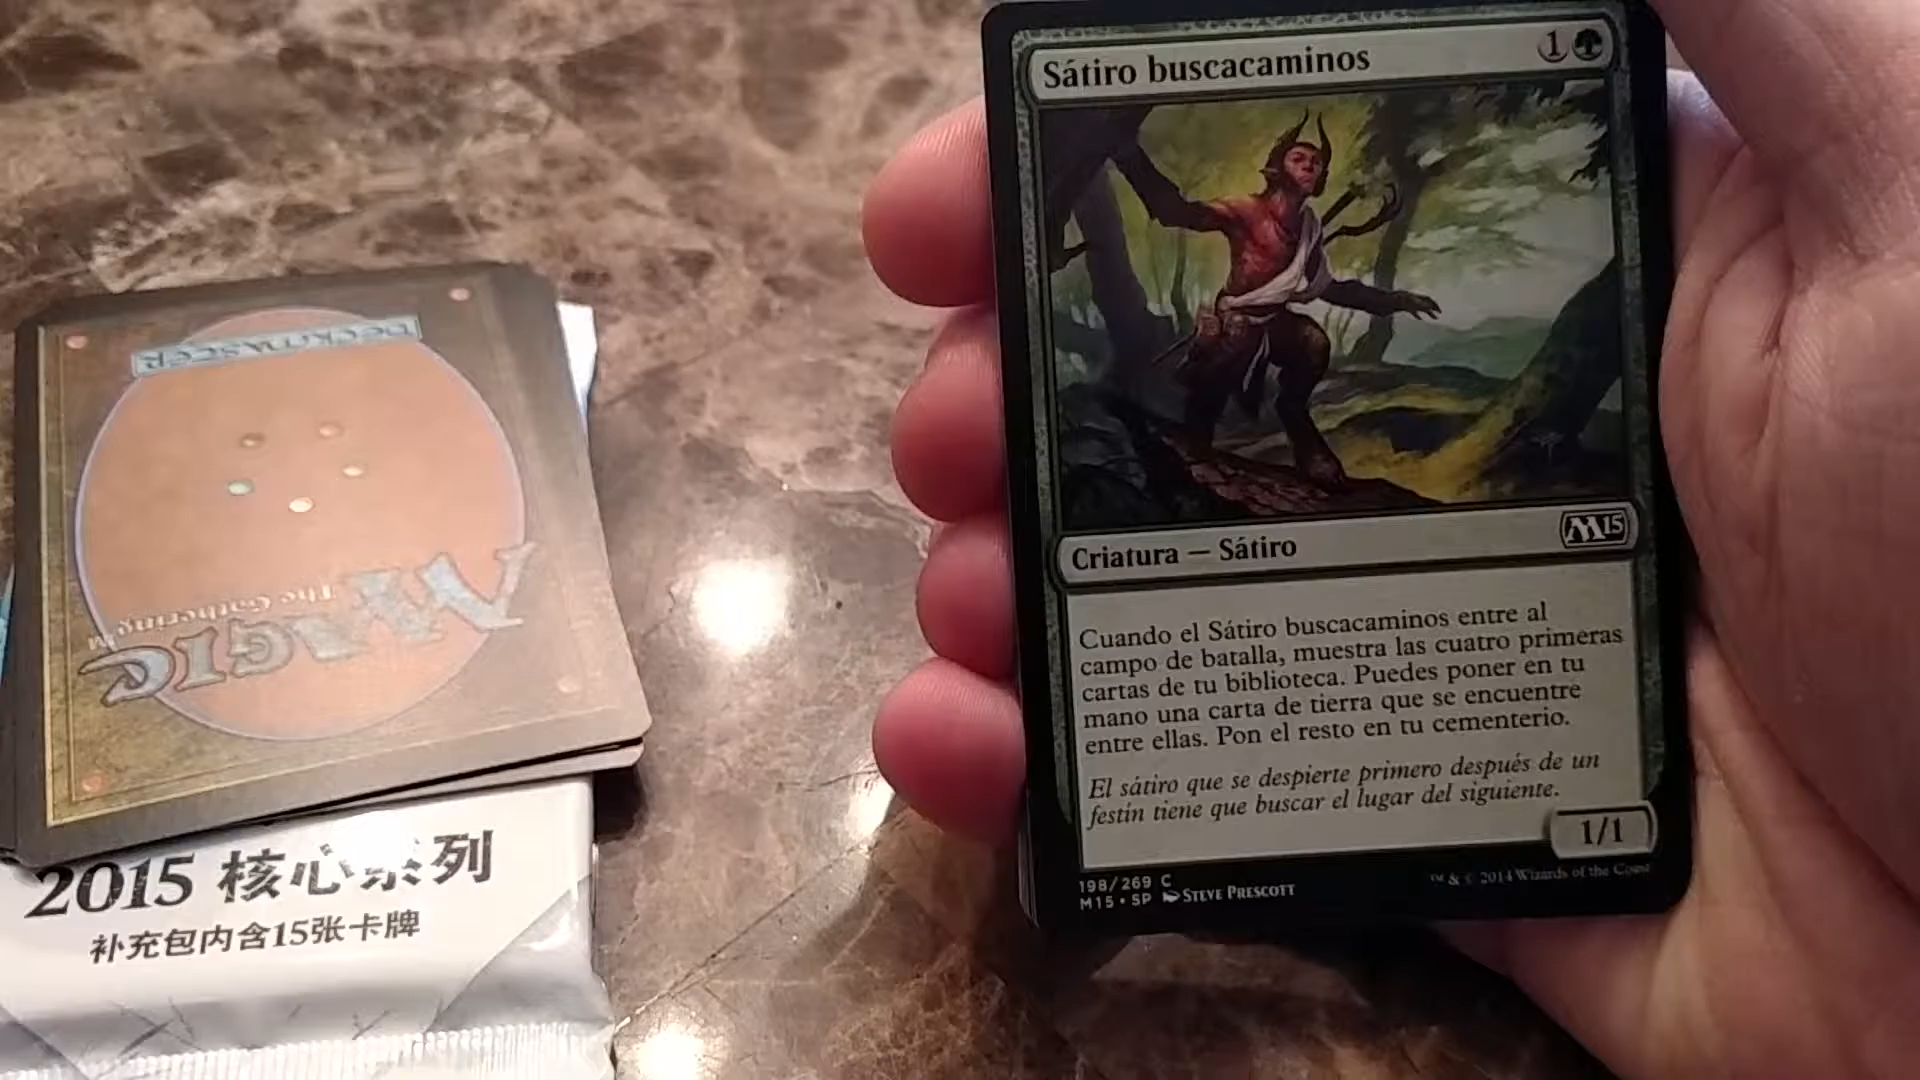 Sátiro buscacaminos
1
M15
Criatura — Sátiro
Cuando el Sátiro buscacaminos entre al
campo de batalla, muestra las cuatro primeras
cartas de tu biblioteca. Puedes poner en tu
mano una carta de tierra que se encuentre
entre ellas. Pon el resto en tu cementerio.
El sátiro que se despierte primero después de un
festín tiene que buscar el lugar del siguiente.
1/1
198/269 C
M15 • SP STEVE PRESCOTT
™ & © 2014 Wizards of the Coast
DECKMASTER
MAGIC
The Gathering™
2015 核心系列
补充包内含15张卡牌